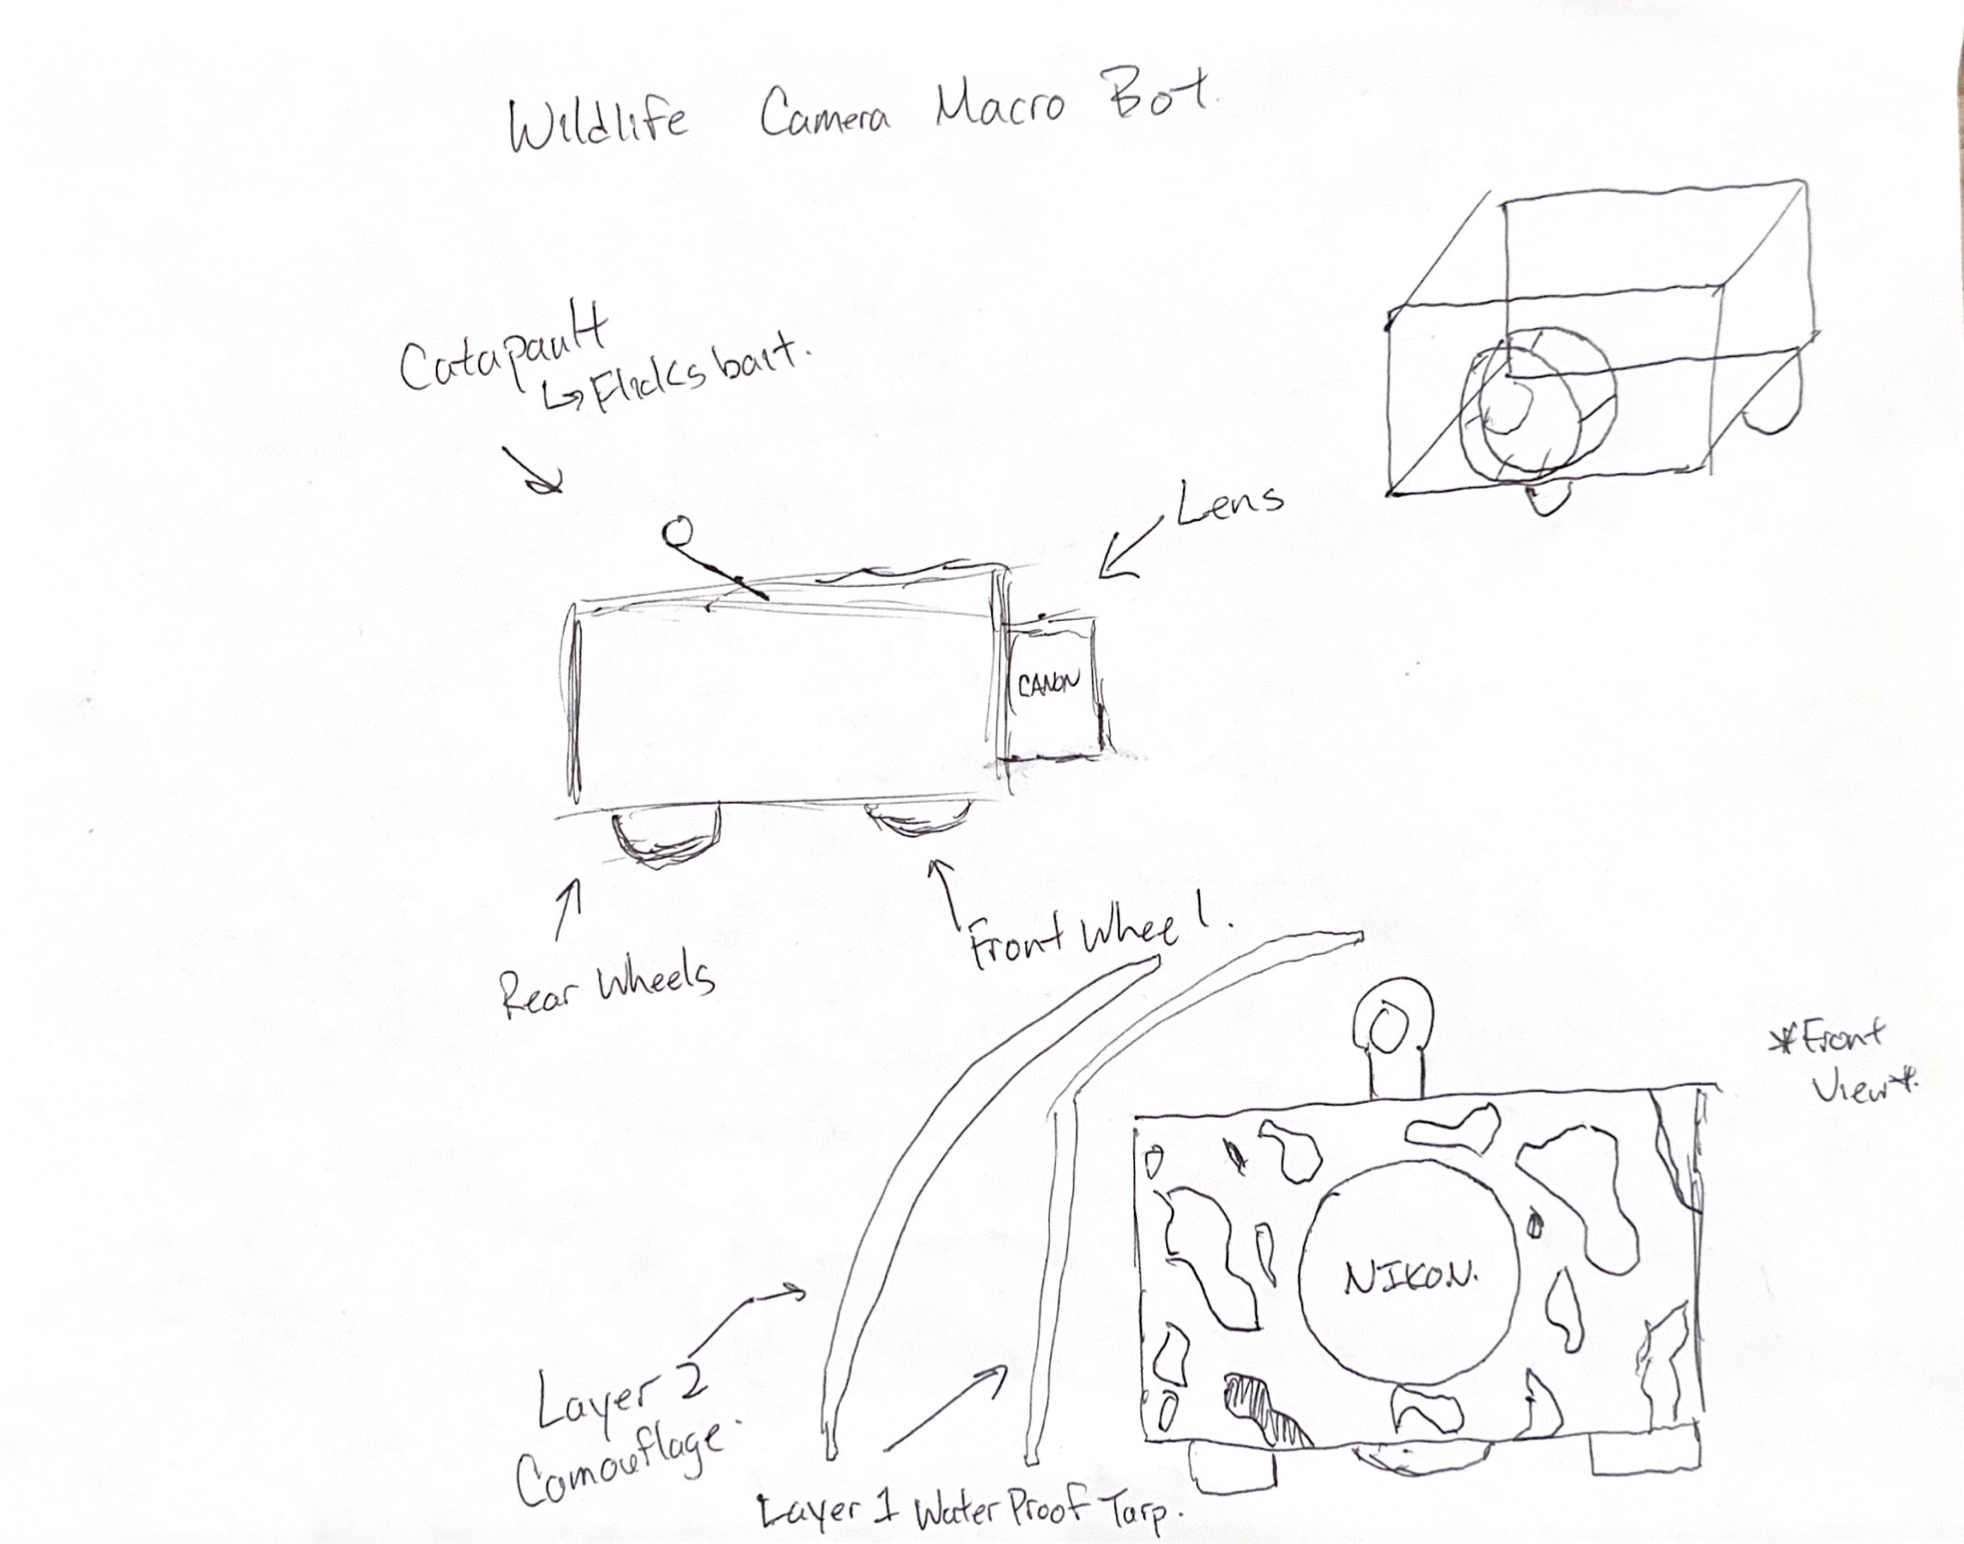 Wildlife Camera Macro Bot.
Catapault
↳ Flicks bait.
Lens
CANON
Rear Wheels
Front Wheel.
*Front
View*.
NIKON.
Layer 2
Camouflage.
Layer 1 Water Proof Tarp.